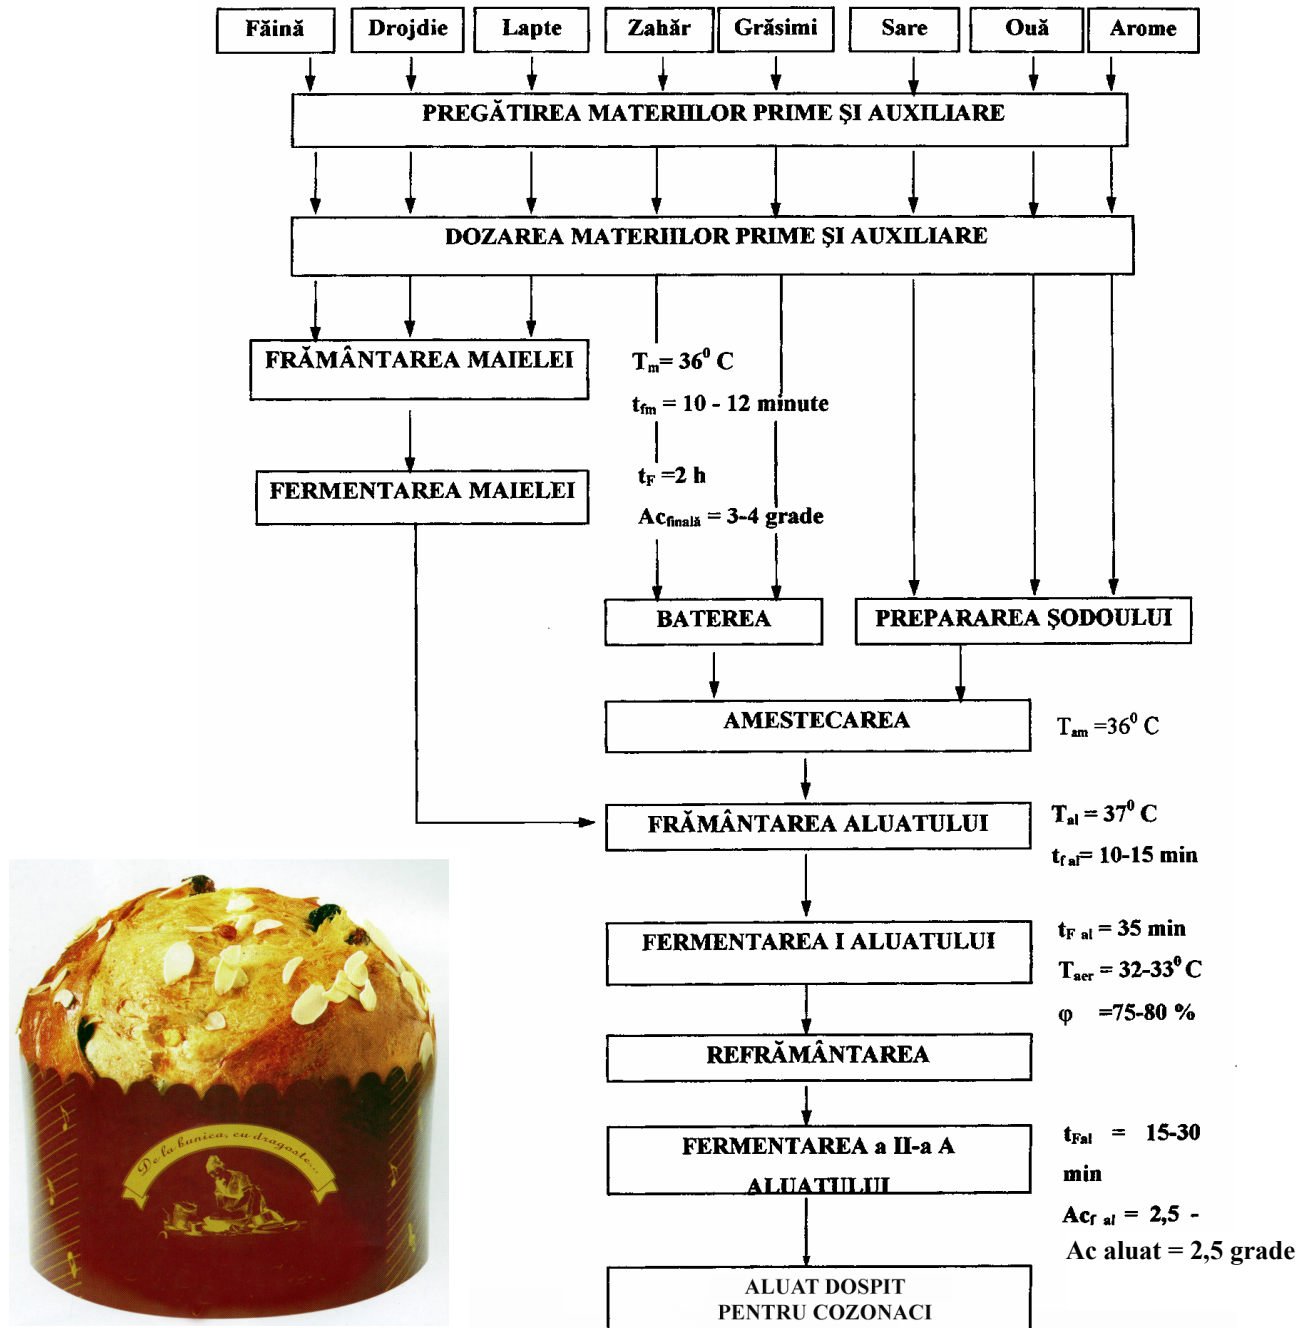 Făină Drojdie Lapte Zahăr Grăsimi Sare Ouă Arome
PREGĂTIREA MATERIILOR PRIME ŞI AUXILIARE
DOZAREA MATERIILOR PRIME ŞI AUXILIARE
FRĂMÂNTAREA MAIELEI
Tm= 36⁰ C
tfm = 10 - 12 minute
FERMENTAREA MAIELEI
tF =2 h
Acfinală = 3-4 grade
BATEREA
PREPARAREA ŞODOULUI
AMESTECAREA
Tam =36⁰ C
FRĂMÂNTAREA ALUATULUI
Tal = 37⁰ C
tf al= 10-15 min
FERMENTAREA I ALUATULUI
tF al = 35 min
Taer = 32-33⁰ C
φ =75-80 %
REFRĂMÂNTAREA
FERMENTAREA a II-a A
ALUATULUI
tFal = 15-30
min
Acf al = 2,5 -
Ac aluat = 2,5 grade
ALUAT DOSPIT
PENTRU COZONACI
De la bunica, cu dragoste...